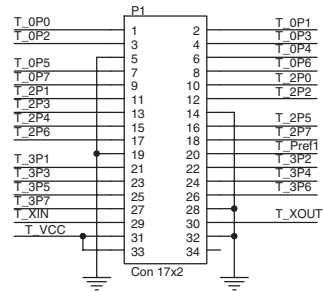 P1
T_0P0 1 2 T_0P1
T_0P2 3 4 T_0P3
5 6 T_0P4
T_0P5 7 8 T_0P6
T_0P7 9 10 T_2P0
T_2P1 11 12 T_2P2
T_2P3 13 14
T_2P4 15 16 T_2P5
T_2P6 17 18 T_2P7
19 20 T_Pref1
T_3P1 21 22 T_3P2
T_3P3 23 24 T_3P4
T_3P5 25 26 T_3P6
T_3P7 27 28
T_XIN 29 30 T_XOUT
T_VCC 31 32
33 34
Con 17x2